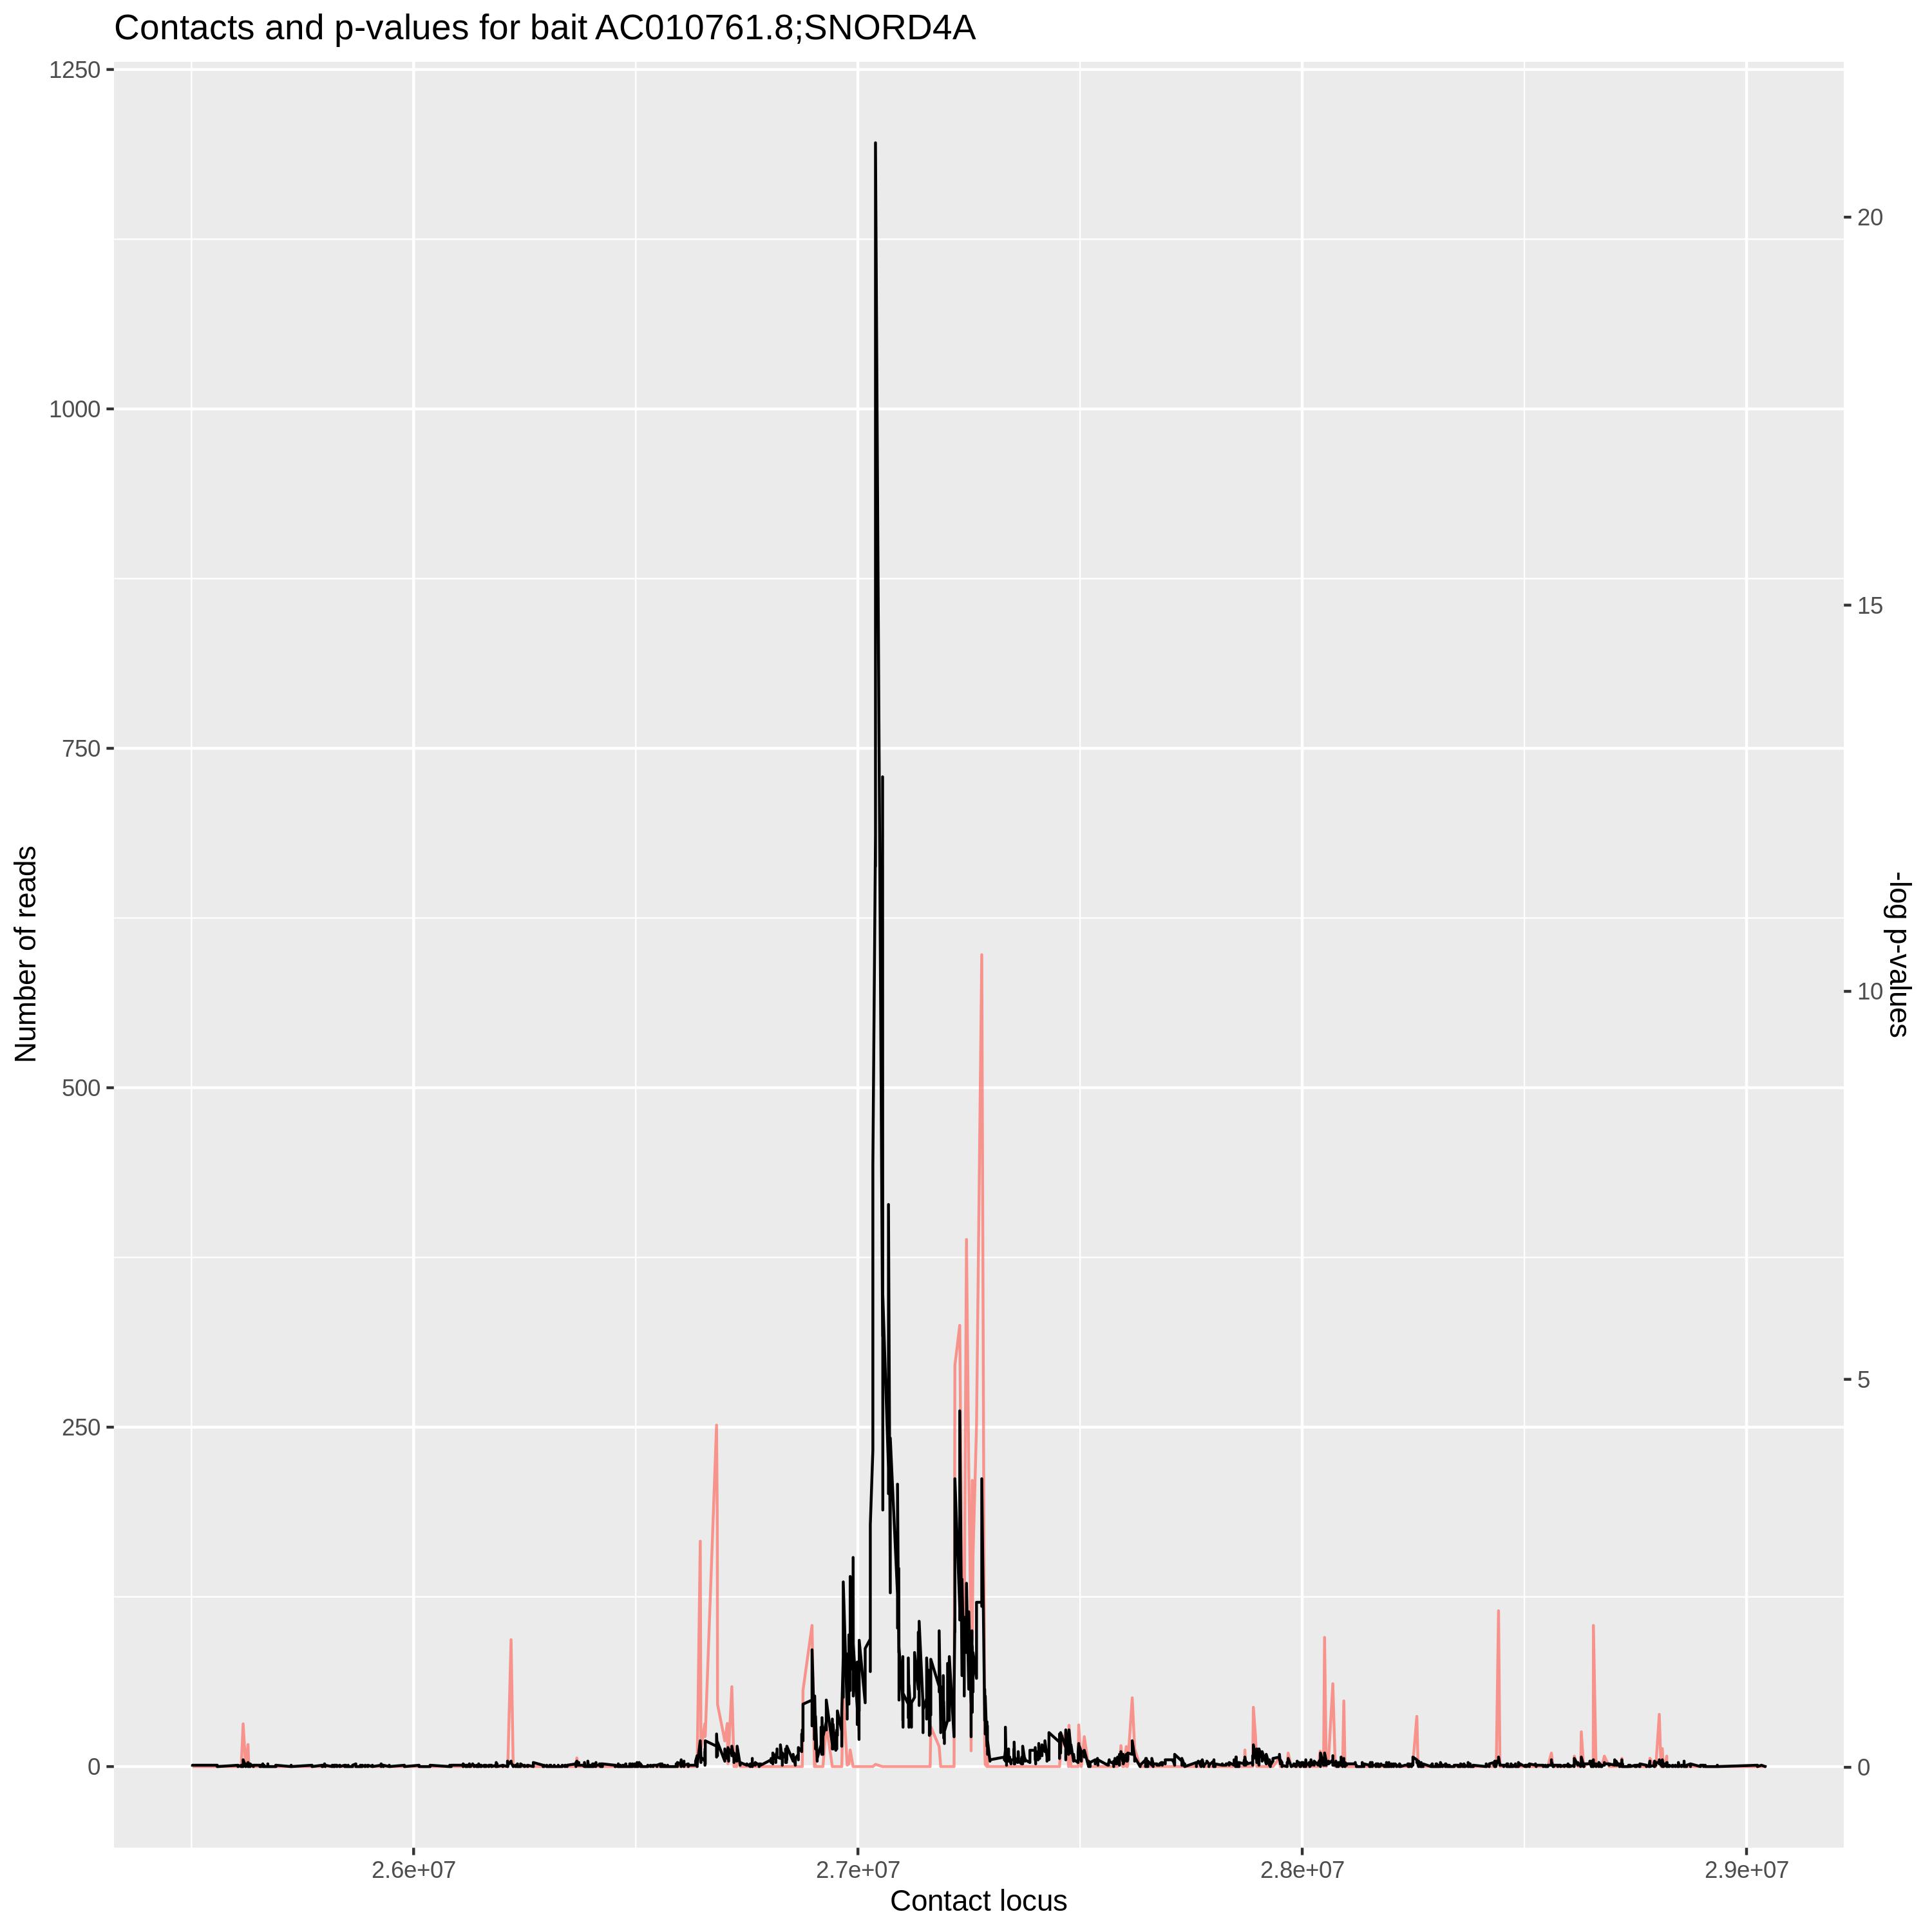 Contacts and p-values for bait AC010761.8;SNORD4A
1250
1000
750
500
250
0
Number of reads
20
15
10
5
0
-log p-values
2.6e+07
2.7e+07
2.8e+07
2.9e+07
Contact locus